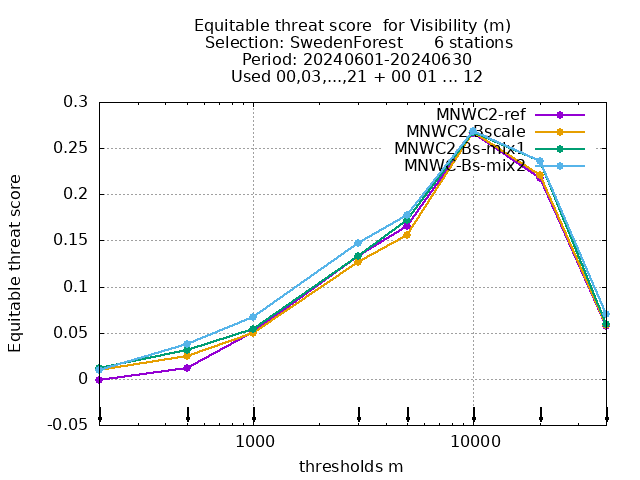 Equitable threat score  for Visibility (m)
Selection: SwedenForest      6 stations
Period: 20240601-20240630
Used 00,03,...,21 + 00 01 ... 12
MNWC2-ref
MNWC2-Bscale
MNWC2-Bs-mix1
MNWC-Bs-mix2
0.3
0.25
0.2
0.15
0.1
0.05
0
-0.05
Equitable threat score
1000
10000
thresholds m